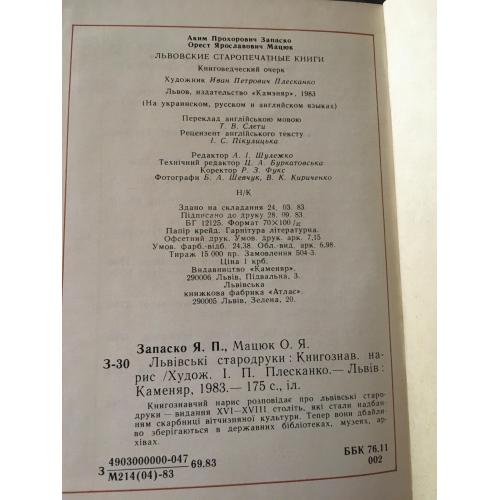 Аким Прохорович Запаско
Орест Ярославович Мацюк
ЛЬВОВСКИЕ СТАРОПЕЧАТНЫЕ КНИГИ
Книговедческий очерк
Художник Иван Петрович Плесканко
Львов, издательство «Каменяр», 1983
(На украинском, русском и английском языках)
Переклад англійською мовою
Т. В. Слєти
Рецензент англійського тексту
І. С. Пікулицька
Редактор А. І. Шулежко
Технічний редактор Ц. А. Буркатовська
Коректор Р. З. Фукс
Фотографи Б. А. Шевчук, В. К. Кириченко
Н/К
Здано на складання 24. 03. 83.
Підписано до друку 28. 09. 83.
БГ 12125. Формат 70×100/32
Папір крейд. Гарнітура літературна.
Офсетний друк. Умов. друк. арк. 7,15
Умов. фарб.-відб. 24,38. Обл.-вид. арк. 6,98.
Тираж 15 000 пр. Замовлення 504-3.
Ціна 1 крб.
Видавництво «Каменяр».
290006 Львів, Підвальна, 3.
Львівська
книжкова фабрика «Атлас».
290005 Львів, Зелена, 20.
Запаско Я. П., Мацюк О. Я.
З-30 Львівські стародруки: Книгознав. на-
рис /Худож. І. П. Плесканко.— Львів:
Каменяр, 1983.— 175 с., іл.
Книгознавчий нарис розповідає про львівські старо-
друки — видання XVI—XVIII століть, які стали надбан-
ням скарбниці вітчизняної культури. Тепер вони дбайли-
во зберігаються в державних бібліотеках, музеях, ар-
хівах.
З 4903000000-047 69.83
М214(04)-83
ББК 76.11
002